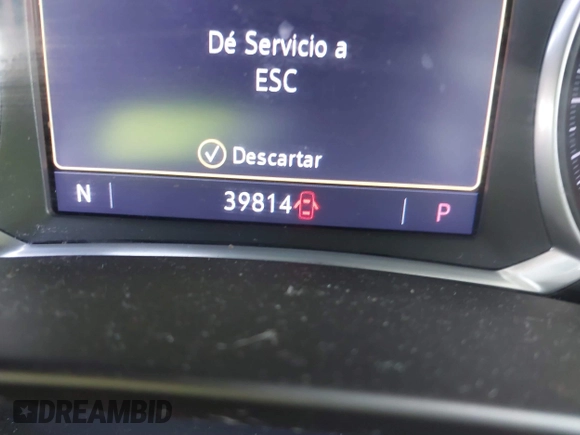 Dé Servicio a
ESC
Descartar
N 39814 P
DREAMBID